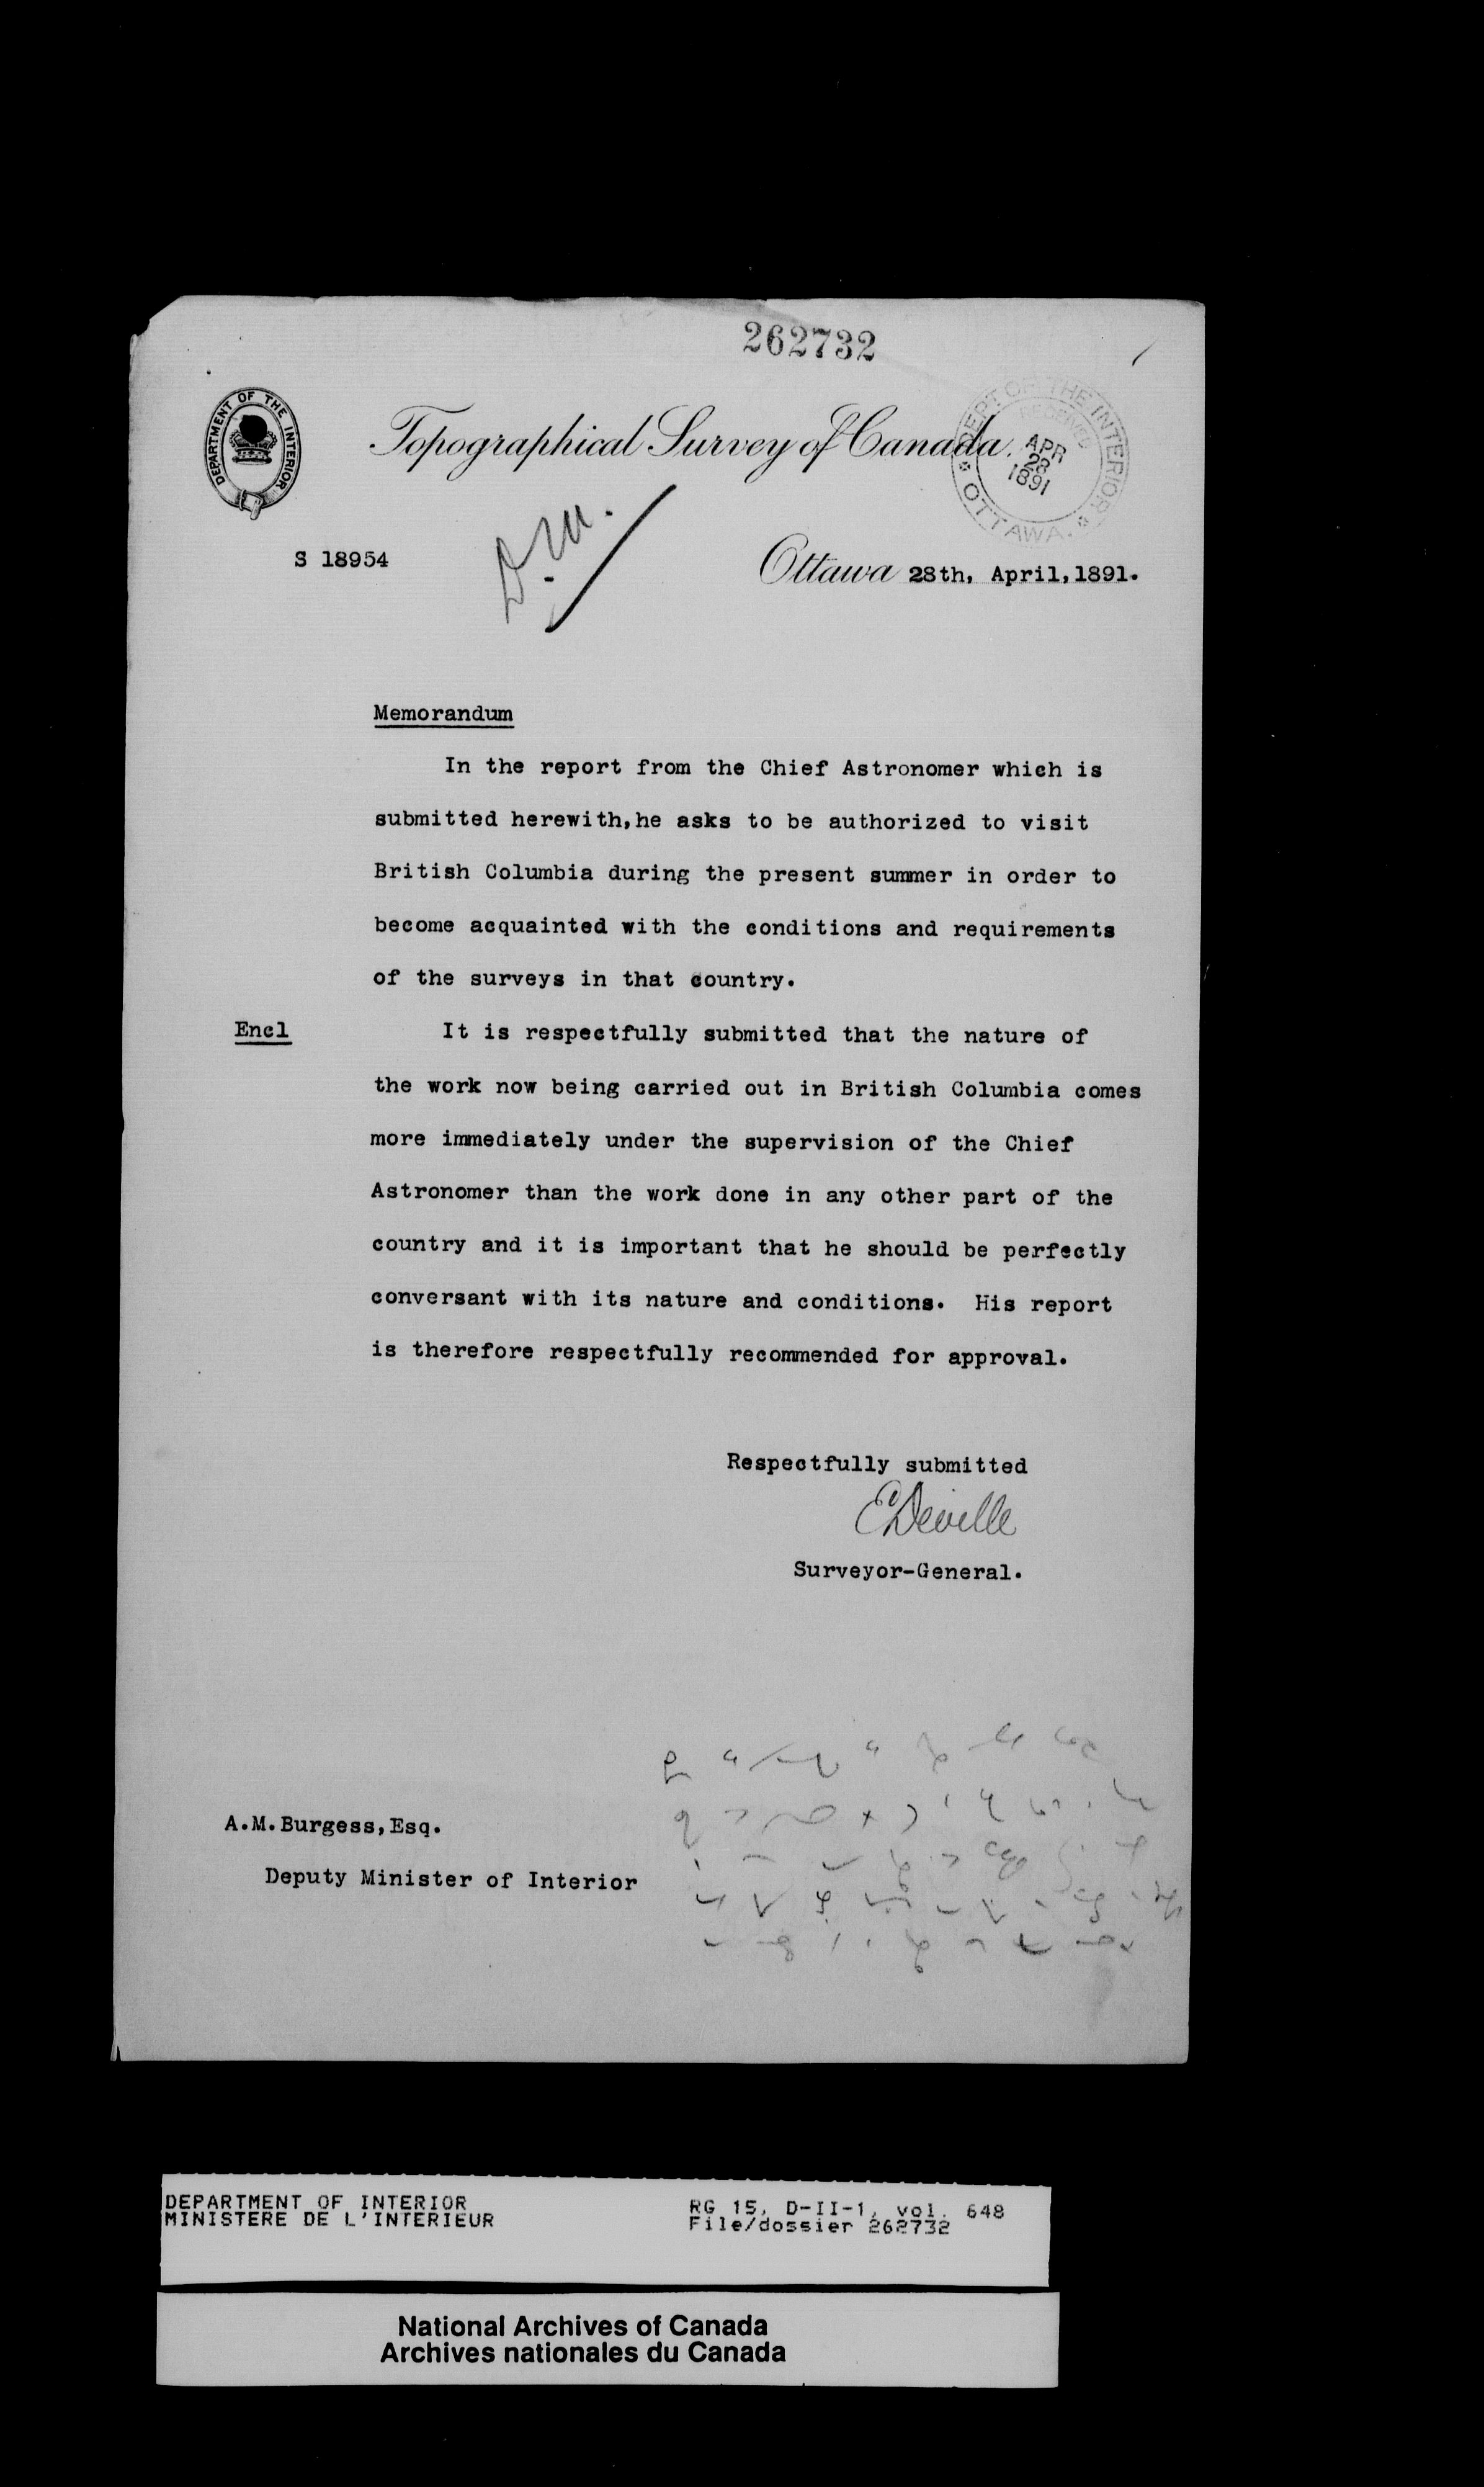 262732
DEPARTMENT OF THE INTERIOR
Topographical Survey of Canada.
DEPT OF THE INTERIOR
RECEIVED
APR
28
1891
OTTAWA.
D.M.
S 18954
Ottawa 28th, April, 1891.
Memorandum
In the report from the Chief Astronomer which is
submitted herewith, he asks to be authorized to visit
British Columbia during the present summer in order to
become acquainted with the conditions and requirements
of the surveys in that country.
Encl
It is respectfully submitted that the nature of
the work now being carried out in British Columbia comes
more immediately under the supervision of the Chief
Astronomer than the work done in any other part of the
country and it is important that he should be perfectly
conversant with its nature and conditions. His report
is therefore respectfully recommended for approval.
Respectfully submitted
E Deville
Surveyor-General.
A.M. Burgess, Esq.
Deputy Minister of Interior
DEPARTMENT OF INTERIOR
MINISTERE DE L'INTERIEUR
RG 15, D-II-1, vol. 648
File/dossier 262732
National Archives of Canada
Archives nationales du Canada